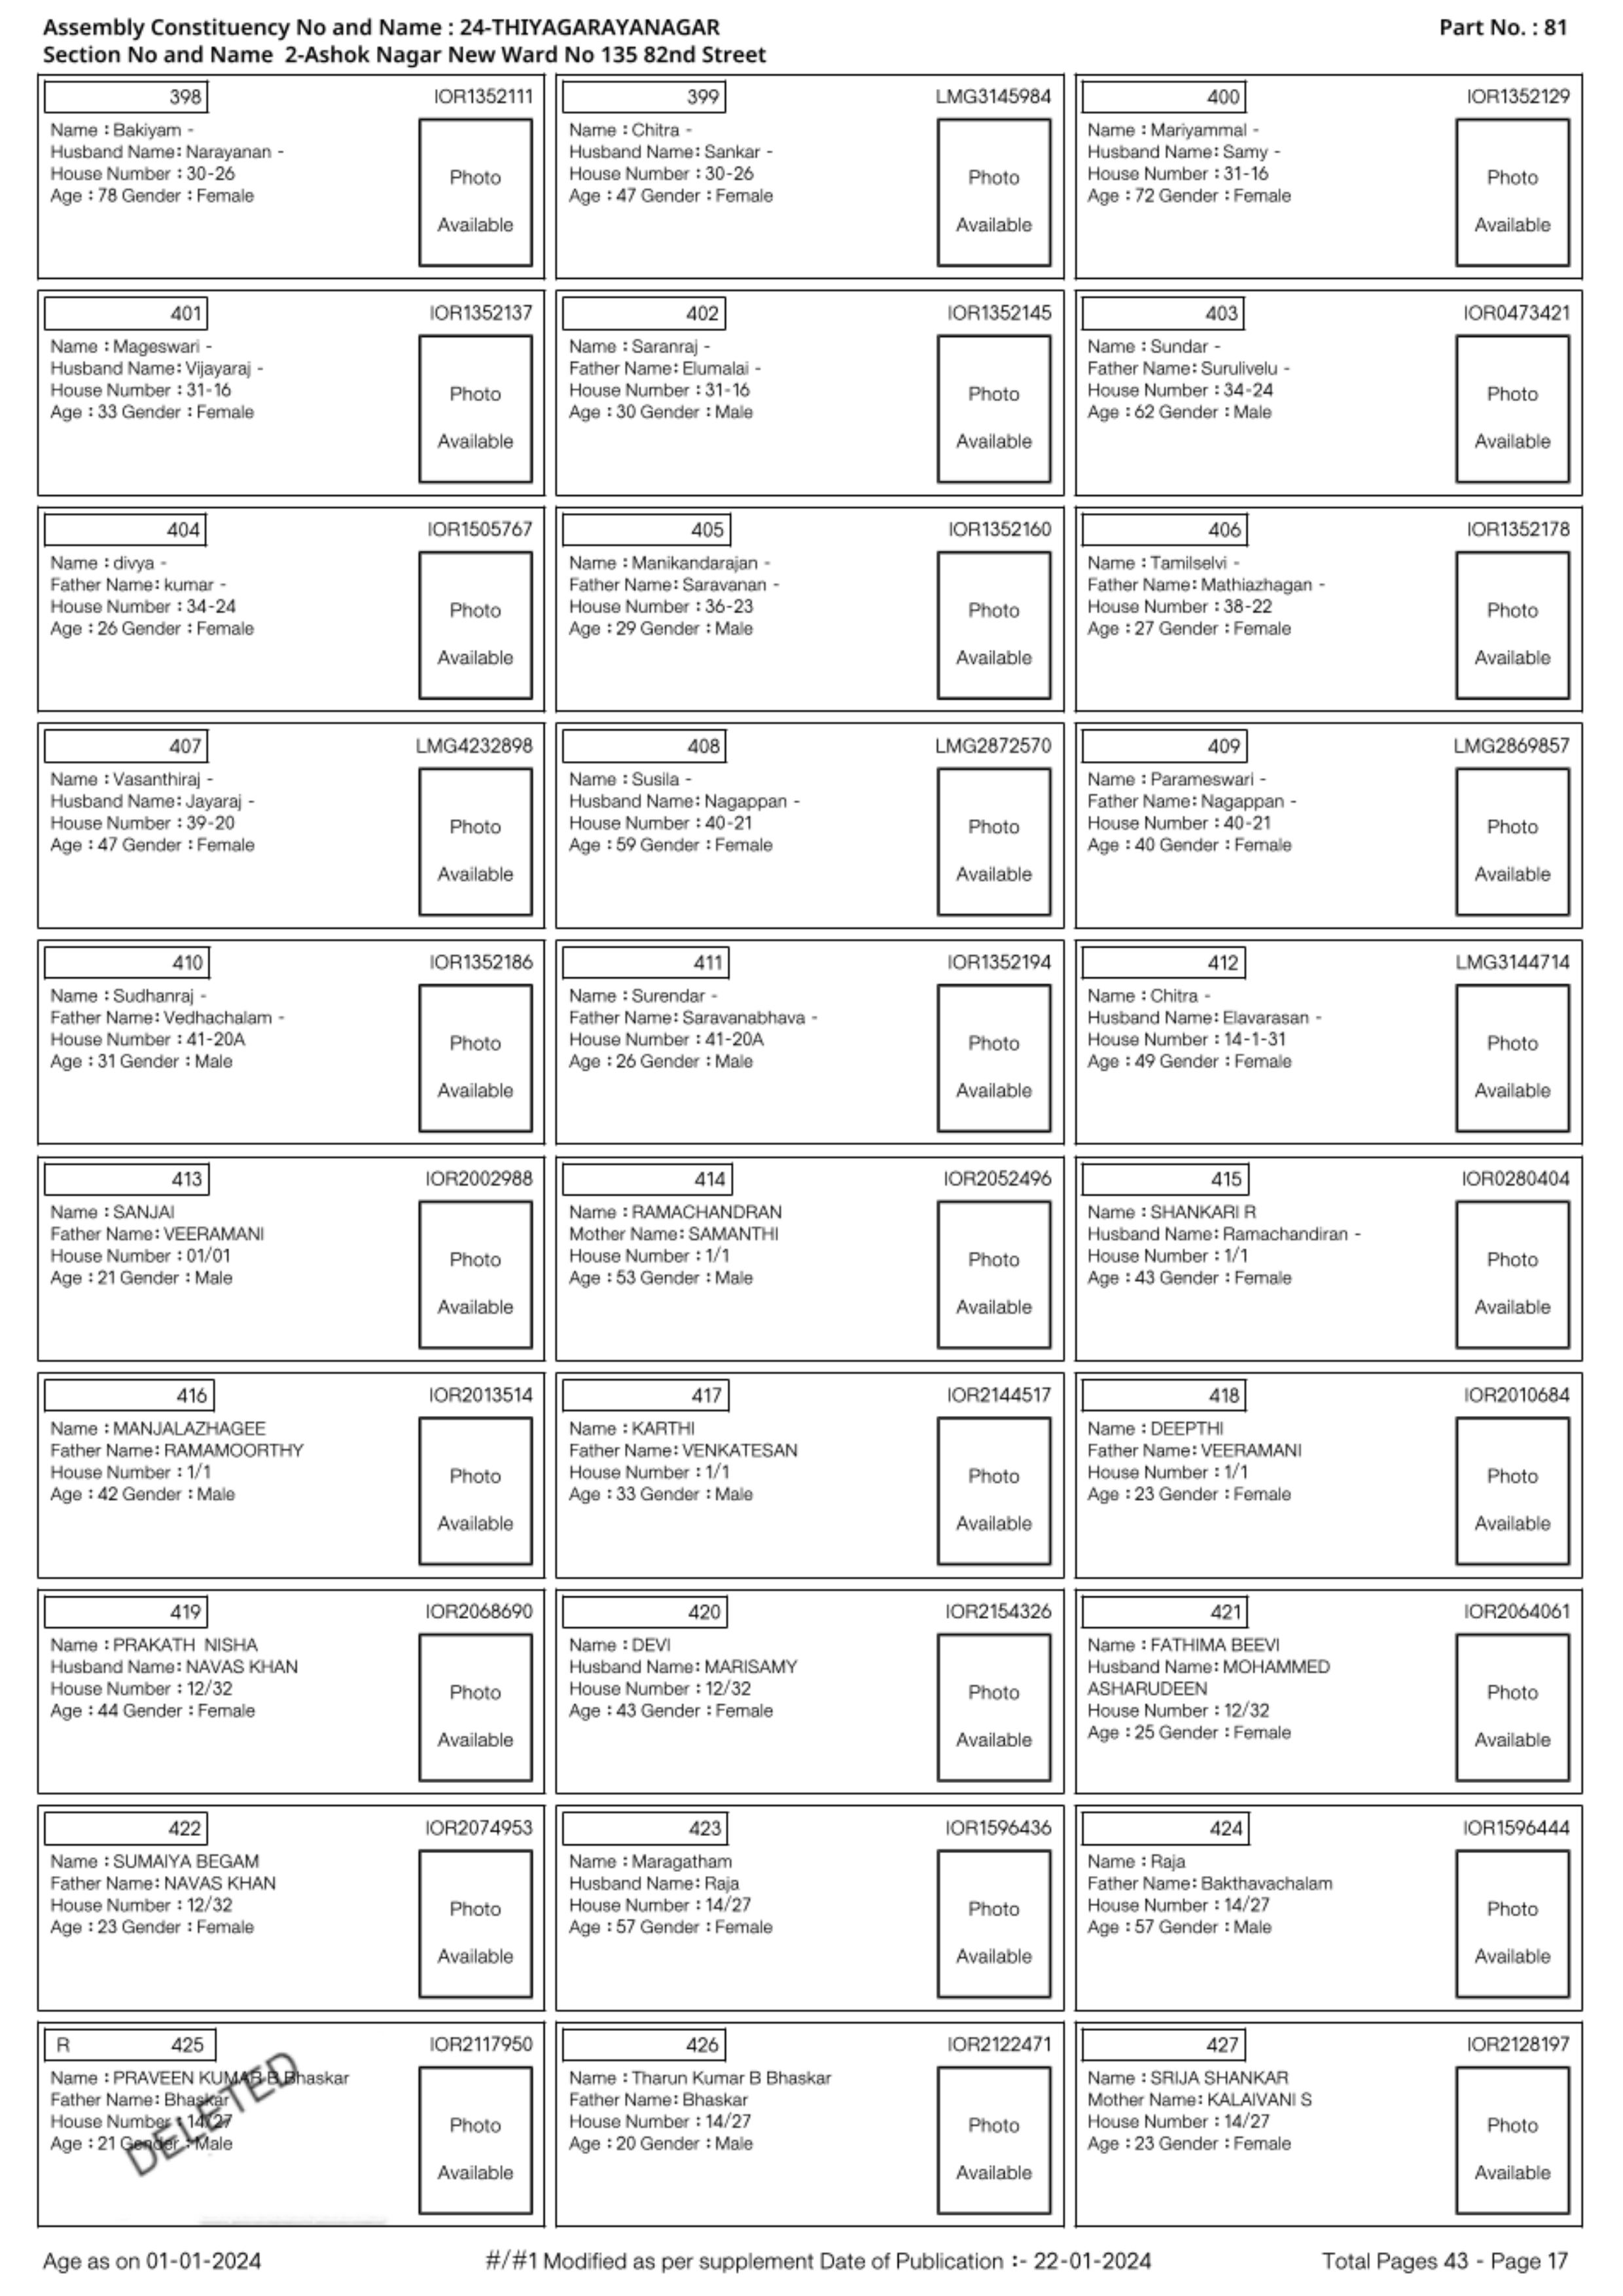 Assembly Constituency No and Name : 24-THIYAGARAYANAGAR
Part No. : 81
Section No and Name 2-Ashok Nagar New Ward No 135 82nd Street
398
IOR1352111
Name : Bakiyam -
Husband Name: Narayanan -
House Number : 30-26
Age : 78 Gender : Female
Photo
Available
399
LMG3145984
Name : Chitra -
Husband Name: Sankar -
House Number : 30-26
Age : 47 Gender : Female
Photo
Available
400
IOR1352129
Name : Mariyammal -
Husband Name: Samy -
House Number : 31-16
Age : 72 Gender : Female
Photo
Available
401
IOR1352137
Name : Mageswari -
Husband Name: Vijayaraj -
House Number : 31-16
Age : 33 Gender : Female
Photo
Available
402
IOR1352145
Name : Saranraj -
Father Name: Elumalai -
House Number : 31-16
Age : 30 Gender : Male
Photo
Available
403
IOR0473421
Name : Sundar -
Father Name: Surulivelu -
House Number : 34-24
Age : 62 Gender : Male
Photo
Available
404
IOR1505767
Name : divya -
Father Name: kumar -
House Number : 34-24
Age : 26 Gender : Female
Photo
Available
405
IOR1352160
Name : Manikandarajan -
Father Name: Saravanan -
House Number : 36-23
Age : 29 Gender : Male
Photo
Available
406
IOR1352178
Name : Tamilselvi -
Father Name: Mathiazhagan -
House Number : 38-22
Age : 27 Gender : Female
Photo
Available
407
LMG4232898
Name : Vasanthiraj -
Husband Name: Jayaraj -
House Number : 39-20
Age : 47 Gender : Female
Photo
Available
408
LMG2872570
Name : Susila -
Husband Name: Nagappan -
House Number : 40-21
Age : 59 Gender : Female
Photo
Available
409
LMG2869857
Name : Parameswari -
Father Name: Nagappan -
House Number : 40-21
Age : 40 Gender : Female
Photo
Available
410
IOR1352186
Name : Sudhanraj -
Father Name: Vedhachalam -
House Number : 41-20A
Age : 31 Gender : Male
Photo
Available
411
IOR1352194
Name : Surendar -
Father Name: Saravanabhava -
House Number : 41-20A
Age : 26 Gender : Male
Photo
Available
412
LMG3144714
Name : Chitra -
Husband Name: Elavarasan -
House Number : 14-1-31
Age : 49 Gender : Female
Photo
Available
413
IOR2002988
Name : SANJAI
Father Name: VEERAMANI
House Number : 01/01
Age : 21 Gender : Male
Photo
Available
414
IOR2052496
Name : RAMACHANDRAN
Mother Name: SAMANTHI
House Number : 1/1
Age : 53 Gender : Male
Photo
Available
415
IOR0280404
Name : SHANKARI R
Husband Name: Ramachandiran -
House Number : 1/1
Age : 43 Gender : Female
Photo
Available
416
IOR2013514
Name : MANJALAZHAGEE
Father Name: RAMAMOORTHY
House Number : 1/1
Age : 42 Gender : Male
Photo
Available
417
IOR2144517
Name : KARTHI
Father Name: VENKATESAN
House Number : 1/1
Age : 33 Gender : Male
Photo
Available
418
IOR2010684
Name : DEEPTHI
Father Name: VEERAMANI
House Number : 1/1
Age : 23 Gender : Female
Photo
Available
419
IOR2068690
Name : PRAKATH NISHA
Husband Name: NAVAS KHAN
House Number : 12/32
Age : 44 Gender : Female
Photo
Available
420
IOR2154326
Name : DEVI
Husband Name: MARISAMY
House Number : 12/32
Age : 43 Gender : Female
Photo
Available
421
IOR2064061
Name : FATHIMA BEEVI
Husband Name: MOHAMMED
ASHARUDEEN
House Number : 12/32
Age : 25 Gender : Female
Photo
Available
422
IOR2074953
Name : SUMAIYA BEGAM
Father Name: NAVAS KHAN
House Number : 12/32
Age : 23 Gender : Female
Photo
Available
423
IOR1596436
Name : Maragatham
Husband Name: Raja
House Number : 14/27
Age : 57 Gender : Female
Photo
Available
424
IOR1596444
Name : Raja
Father Name: Bakthavachalam
House Number : 14/27
Age : 57 Gender : Male
Photo
Available
R 425
IOR2117950
Name : PRAVEEN KUMAR B Bhaskar
Father Name: Bhaskar
House Number : 14/27
Age : 21 Gender : Male
DELETED
Photo
Available
426
IOR2122471
Name : Tharun Kumar B Bhaskar
Father Name: Bhaskar
House Number : 14/27
Age : 20 Gender : Male
Photo
Available
427
IOR2128197
Name : SRIJA SHANKAR
Mother Name: KALAIVANI S
House Number : 14/27
Age : 23 Gender : Female
Photo
Available
Age as on 01-01-2024
#/#1 Modified as per supplement Date of Publication :- 22-01-2024
Total Pages 43 - Page 17